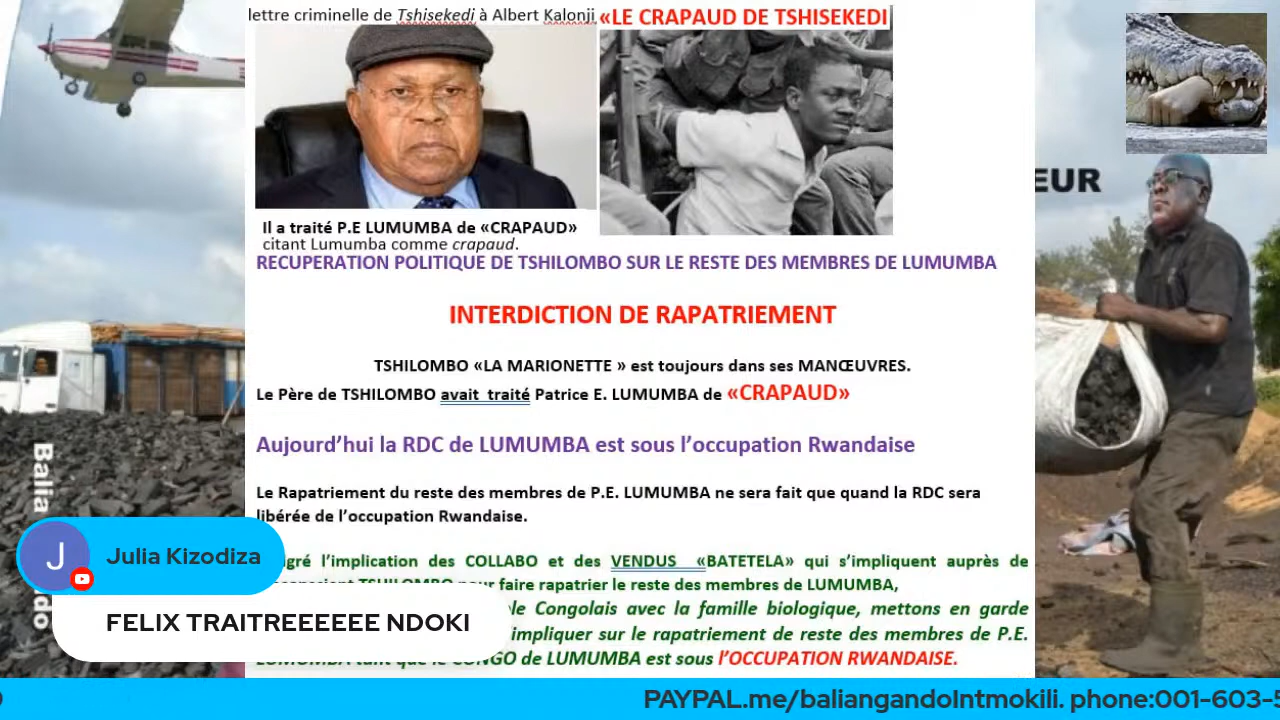 lettre criminelle de Tshisekedi à Albert Kalonji «LE CRAPAUD DE TSHISEKEDI
Il a traité P.E LUMUMBA de «CRAPAUD»
citant Lumumba comme crapaud.
RECUPERATION POLITIQUE DE TSHILOMBO SUR LE RESTE DES MEMBRES DE LUMUMBA
INTERDICTION DE RAPATRIEMENT
TSHILOMBO «LA MARIONETTE » est toujours dans ses MANŒUVRES.
Le Père de TSHILOMBO avait traité Patrice E. LUMUMBA de «CRAPAUD»
Aujourd’hui la RDC de LUMUMBA est sous l’occupation Rwandaise
Le Rapatriement du reste des membres de P.E. LUMUMBA ne sera fait que quand la RDC sera
libérée de l’occupation Rwandaise.
l’implication des COLLABO et des VENDUS «BATETELA» qui s’impliquent auprès de
TSHILOMBO pour faire rapatrier le reste des membres de LUMUMBA,
Congolais avec la famille biologique, mettons en garde
impliquer sur le rapatriement de reste des membres de P.E.
LUMUMBA tant que le CONGO de LUMUMBA est sous l’OCCUPATION RWANDAISE.
EUR
Balia
do
J
Julia Kizodiza
FELIX TRAITREEEEEE NDOKI
PAYPAL.me/baliangandoIntmokili. phone:001-603-5